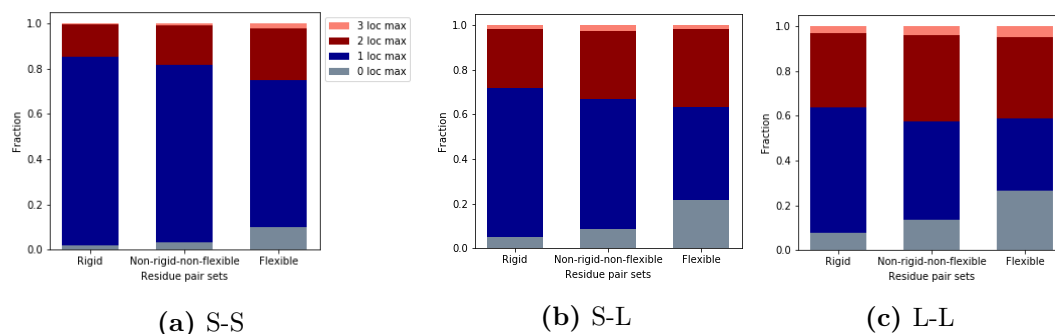 1.0
0.8
0.6
0.4
0.2
0.0
Fraction
Rigid Non-rigid-non-flexible Flexible
Residue pair sets
3 loc max
2 loc max
1 loc max
0 loc max
(a) S-S
1.0
0.8
0.6
0.4
0.2
0.0
Fraction
Rigid Non-rigid-non-flexible Flexible
Residue pair sets
(b) S-L
1.0
0.8
0.6
0.4
0.2
0.0
Fraction
Rigid Non-rigid-non-flexible Flexible
Residue pair sets
(c) L-L